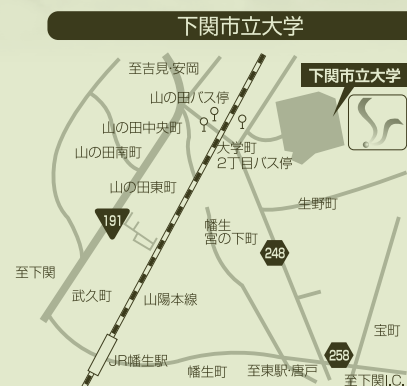 下関市立大学
至吉見・安岡
下関市立大学
山の田バス停
山の田中央町
大学町
2丁目バス停
山の田南町
山の田東町
生野町
191
幡生
宮の下町
248
至下関
武久町
山陽本線
宝町
258
JR幡生駅
幡生町
至東駅・唐戸
至下関I.C.